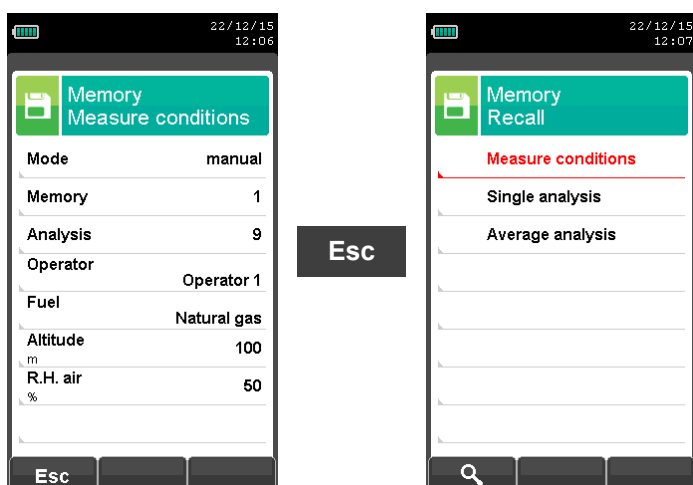 22/12/15
12:06
Memory
Measure conditions
Mode manual
Memory 1
Analysis 9
Operator
Operator 1
Fuel
Natural gas
Altitude
m
100
R.H. air
%
50
Esc
Esc
22/12/15
12:07
Memory
Recall
Measure conditions
Single analysis
Average analysis